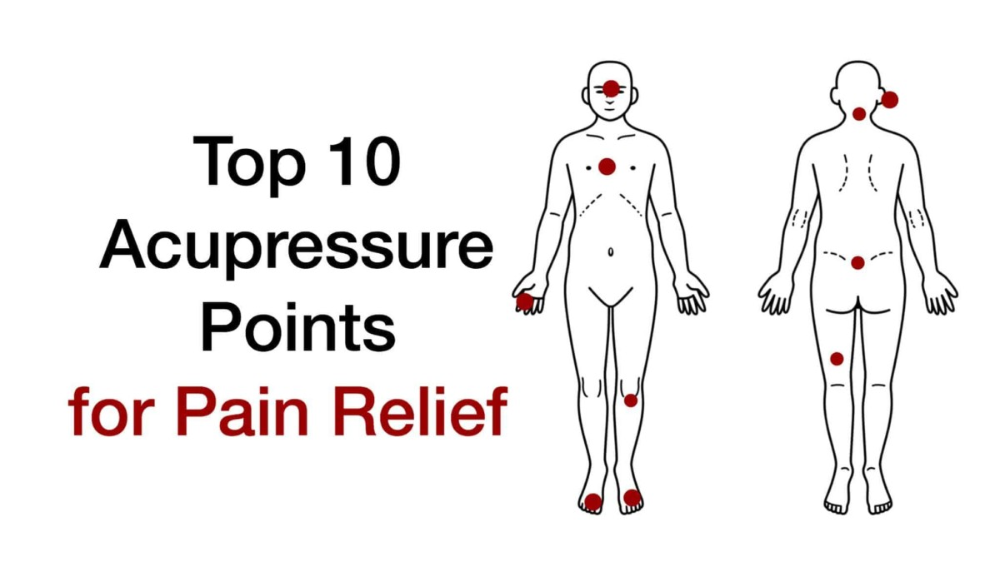 Top 10
Acupressure
Points
for Pain Relief